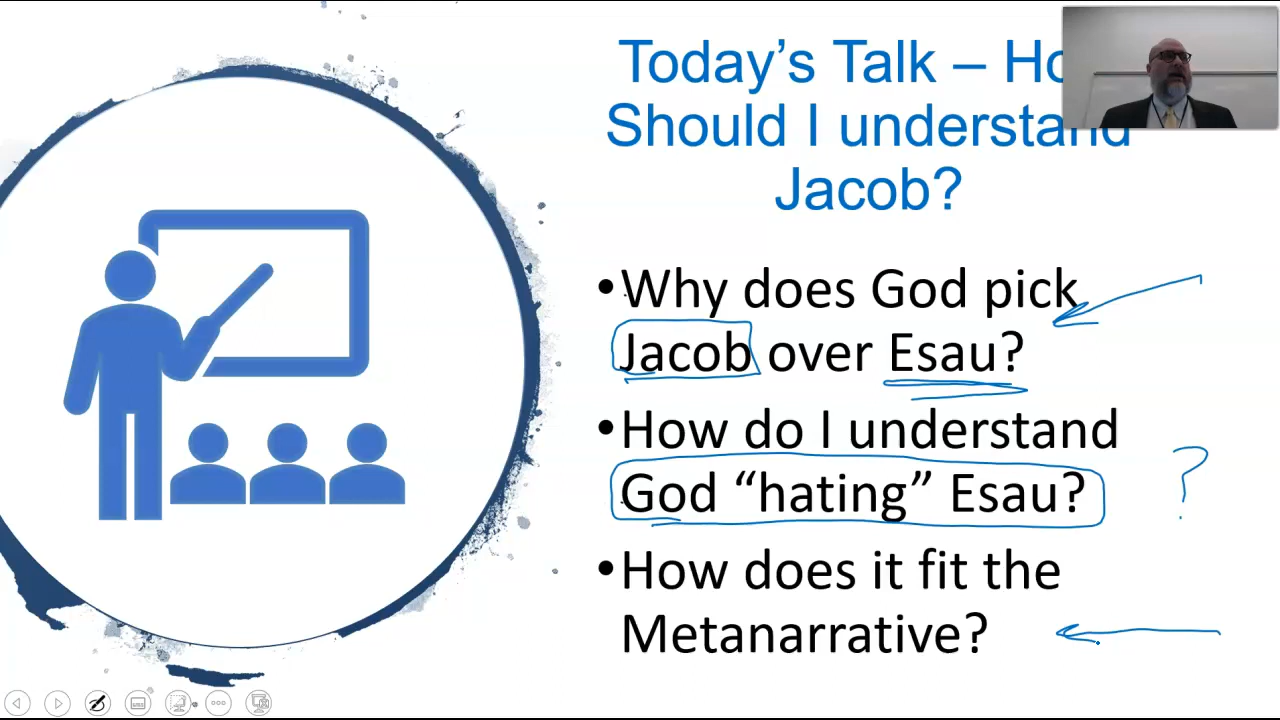 Today's Talk – Ho
Should I understand
Jacob?
•Why does God pick
Jacob over Esau?
•How do I understand
God “hating” Esau?
•How does it fit the
Metanarrative?
?